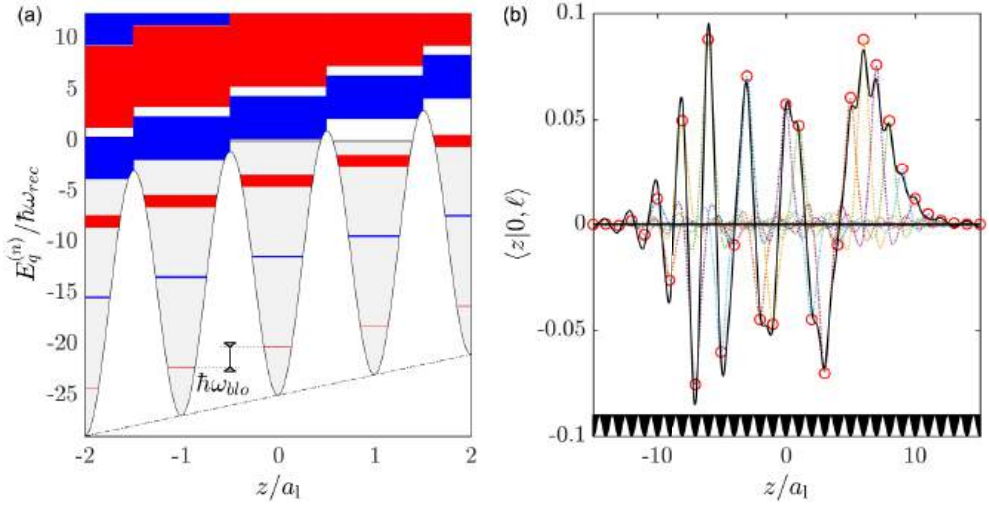 (a)
10
5
0
-5
-10
-15
-20
-25
E_q^{(n)}/ħω_{rec}
ħω_{blo}
-2 -1 0 1 2
z/a_l
(b)
0.1
0.05
0
-0.05
-0.1
⟨z|0,ℓ⟩
-10 0 10
z/a_l